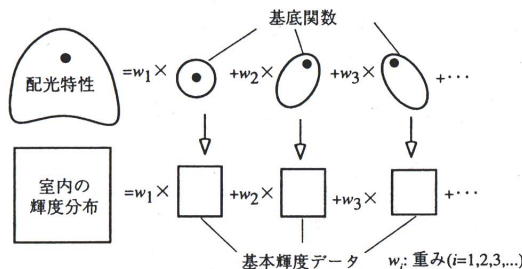 基底関数
配光特性 =w₁× +w₂× +w₃× +···
室内の
輝度分布 =w₁× +w₂× +w₃× +···
基本輝度データ wᵢ: 重み(i=1,2,3,...)